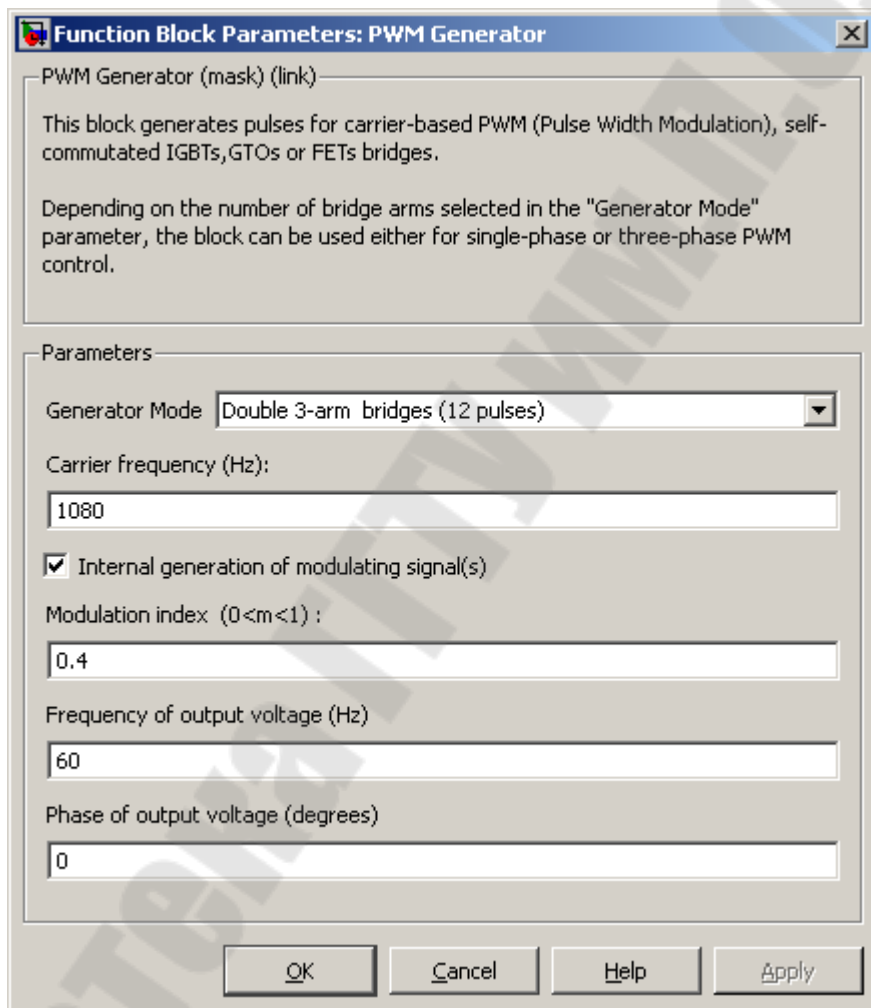 Function Block Parameters: PWM Generator
PWM Generator (mask) (link)
This block generates pulses for carrier-based PWM (Pulse Width Modulation), self-
commutated IGBTs,GTOs or FETs bridges.
Depending on the number of bridge arms selected in the "Generator Mode"
parameter, the block can be used either for single-phase or three-phase PWM
control.
Parameters
Generator Mode Double 3-arm bridges (12 pulses)
Carrier frequency (Hz):
1080
Internal generation of modulating signal(s)
Modulation index (0<m<1) :
0.4
Frequency of output voltage (Hz)
60
Phase of output voltage (degrees)
0
OK Cancel Help Apply
ГГТУ им